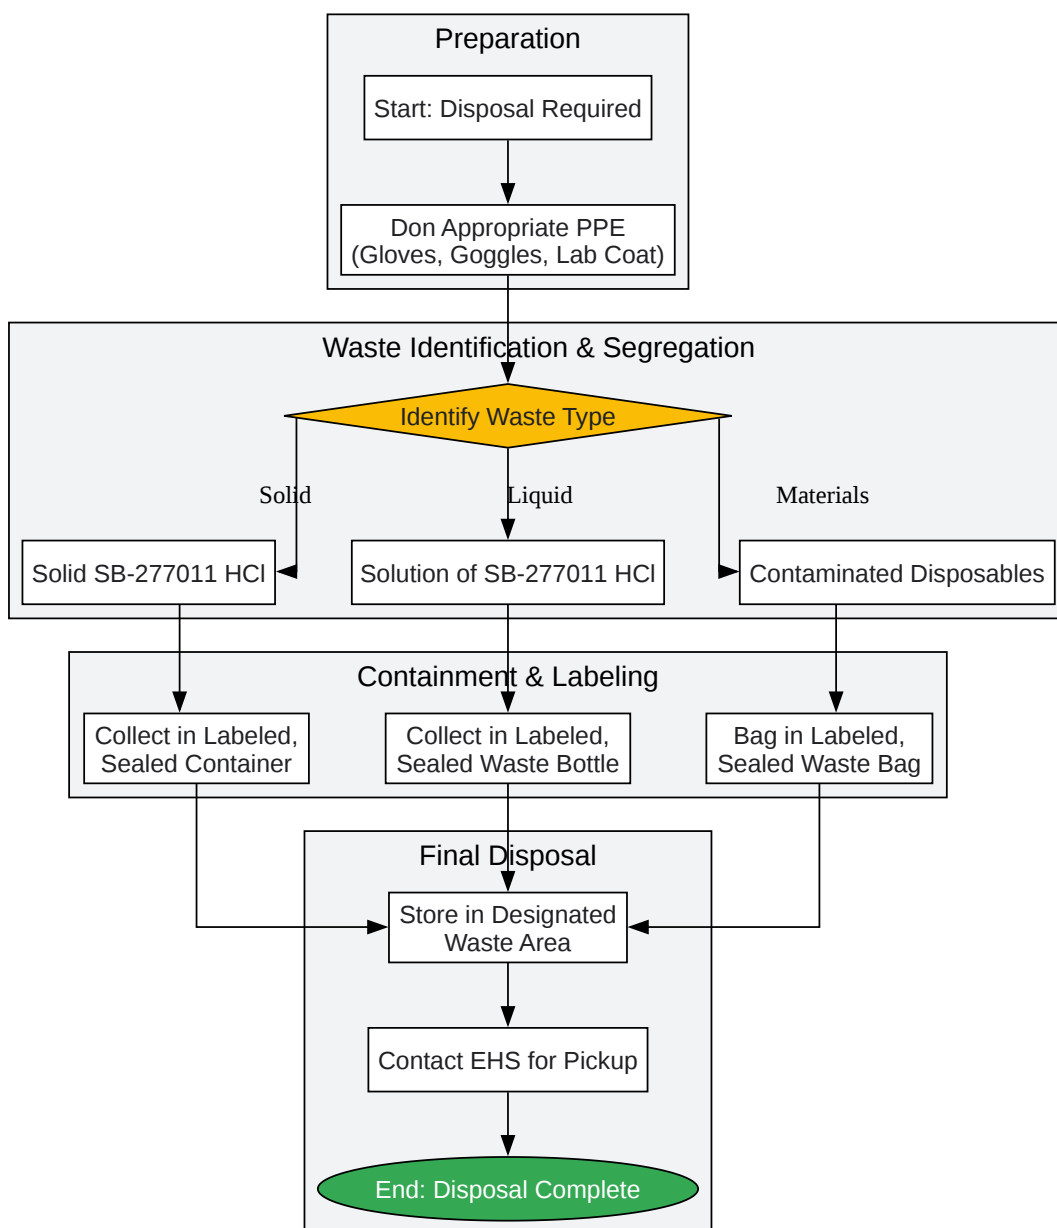 Preparation
Start: Disposal Required
Don Appropriate PPE
(Gloves, Goggles, Lab Coat)
Waste Identification & Segregation
Identify Waste Type
Solid
Liquid
Materials
Solid SB-277011 HCl
Solution of SB-277011 HCl
Contaminated Disposables
Containment & Labeling
Collect in Labeled,
Sealed Container
Collect in Labeled,
Sealed Waste Bottle
Bag in Labeled,
Sealed Waste Bag
Final Disposal
Store in Designated
Waste Area
Contact EHS for Pickup
End: Disposal Complete